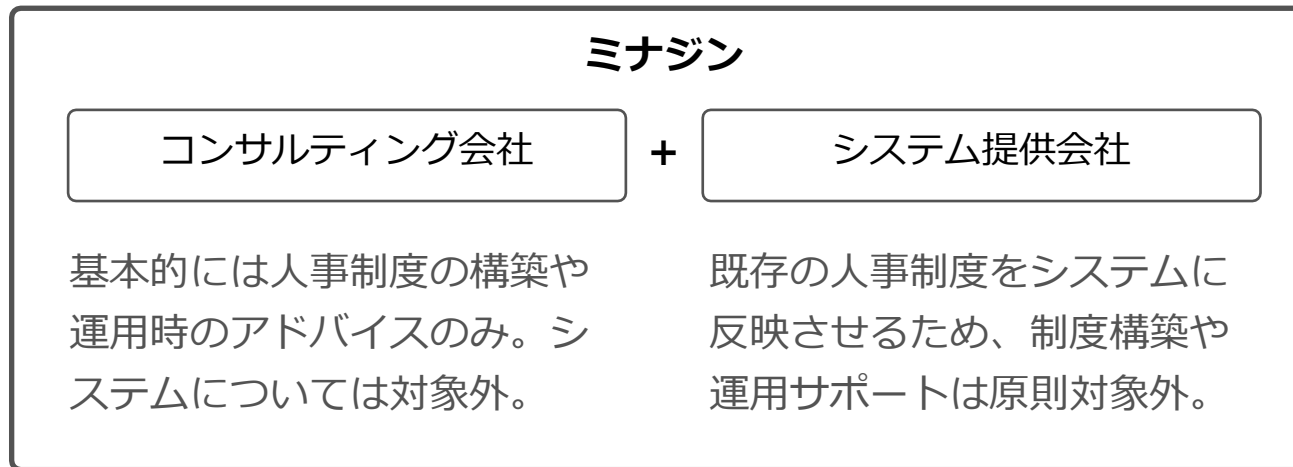 ミナジン
コンサルティング会社
+
システム提供会社
基本的には人事制度の構築や
運用時のアドバイスのみ。シ
ステムについては対象外。
既存の人事制度をシステムに
反映させるため、制度構築や
運用サポートは原則対象外。